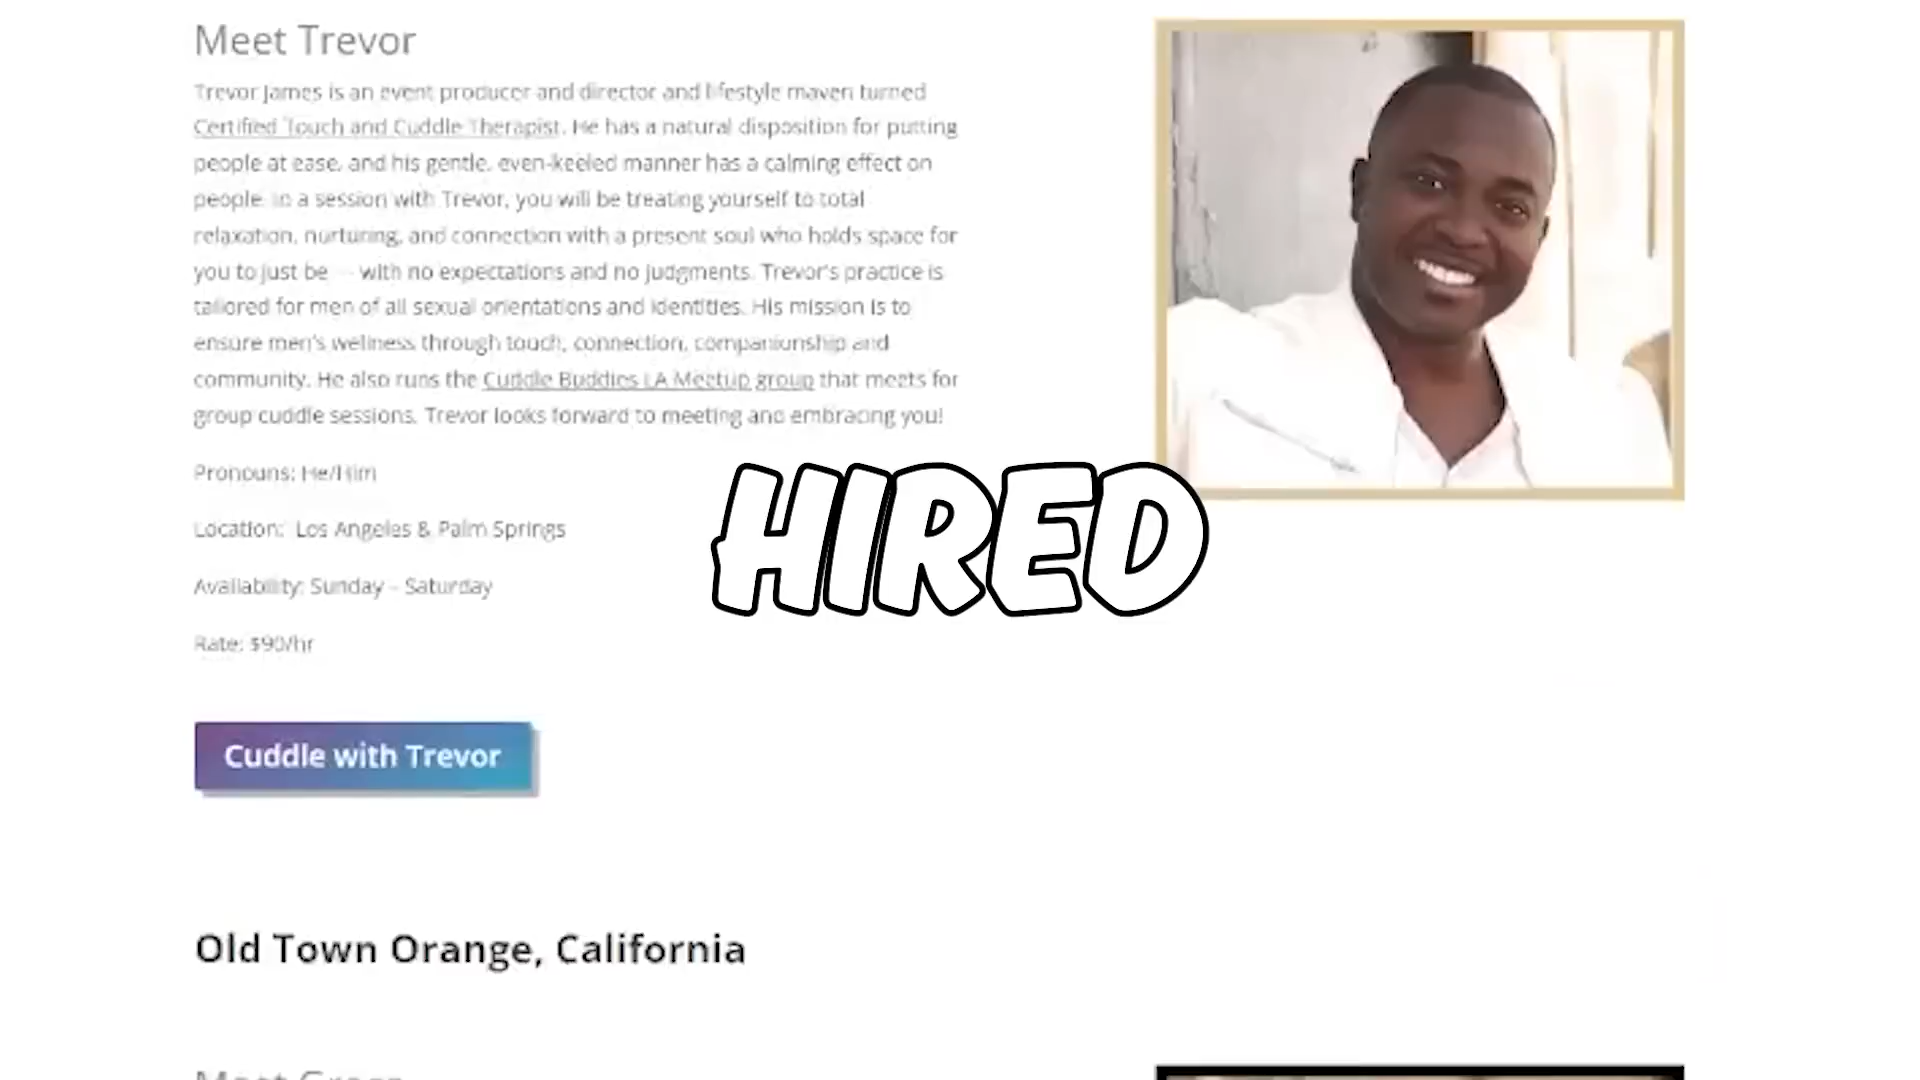 Meet Trevor
Trevor James is an event producer and director and lifestyle maven turned
Certified Touch and Cuddle Therapist. He has a natural disposition for putting
people at ease, and his gentle, even-keeled manner has a calming effect on
people. In a session with Trevor, you will be treating yourself to total
relaxation, nurturing, and connection with a present soul who holds space for
you to just be — with no expectations and no judgments. Trevor's practice is
tailored for men of all sexual orientations and identities. His mission is to
ensure men's wellness through touch, connection, companionship and
community. He also runs the Cuddle Buddies LA Meetup group that meets for
group cuddle sessions. Trevor looks forward to meeting and embracing you!
Pronouns: He/Him
HIRED
Location: Los Angeles & Palm Springs
Availability: Sunday – Saturday
Rate: $90/hr
Cuddle with Trevor
Old Town Orange, California
Meet